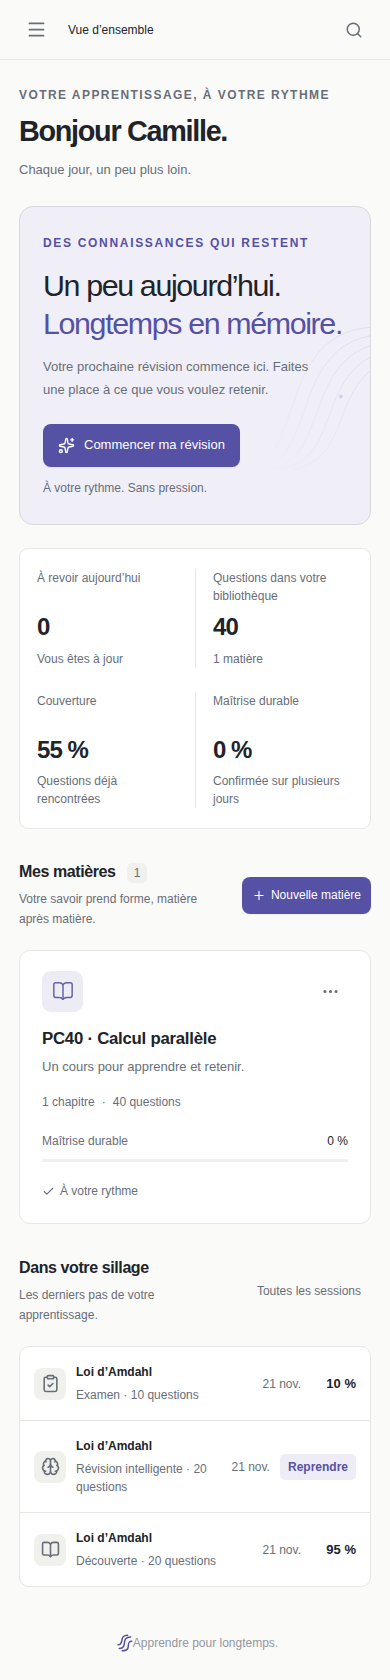 Vue d’ensemble
VOTRE APPRENTISSAGE, À VOTRE RYTHME
Bonjour Camille.
Chaque jour, un peu plus loin.
DES CONNAISSANCES QUI RESTENT
Un peu aujourd’hui.
Longtemps en mémoire.
Votre prochaine révision commence ici. Faites
une place à ce que vous voulez retenir.
Commencer ma révision
À votre rythme. Sans pression.
À revoir aujourd’hui
0
Vous êtes à jour
Questions dans votre
bibliothèque
40
1 matière
Couverture
55 %
Questions déjà
rencontrées
Maîtrise durable
0 %
Confirmée sur plusieurs
jours
Mes matières 1
Votre savoir prend forme, matière
après matière.
Nouvelle matière
PC40 · Calcul parallèle
Un cours pour apprendre et retenir.
1 chapitre · 40 questions
Maîtrise durable 0 %
À votre rythme
Dans votre sillage
Les derniers pas de votre
apprentissage.
Toutes les sessions
Loi d’Amdahl
Examen · 10 questions
21 nov. 10 %
Loi d’Amdahl
Révision intelligente · 20
questions
21 nov. Reprendre
Loi d’Amdahl
Découverte · 20 questions
21 nov. 95 %
Apprendre pour longtemps.